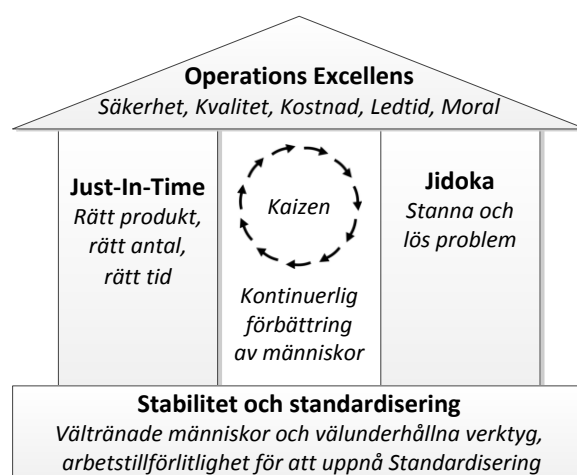 Operations Excellens
Säkerhet, Kvalitet, Kostnad, Ledtid, Moral
Just-In-Time
Rätt produkt,
rätt antal,
rätt tid
Kaizen
Kontinuerlig
förbättring
av människor
Jidoka
Stanna och
lös problem
Stabilitet och standardisering
Vältränade människor och välunderhållna verktyg,
arbetstillförlitlighet för att uppnå Standardisering